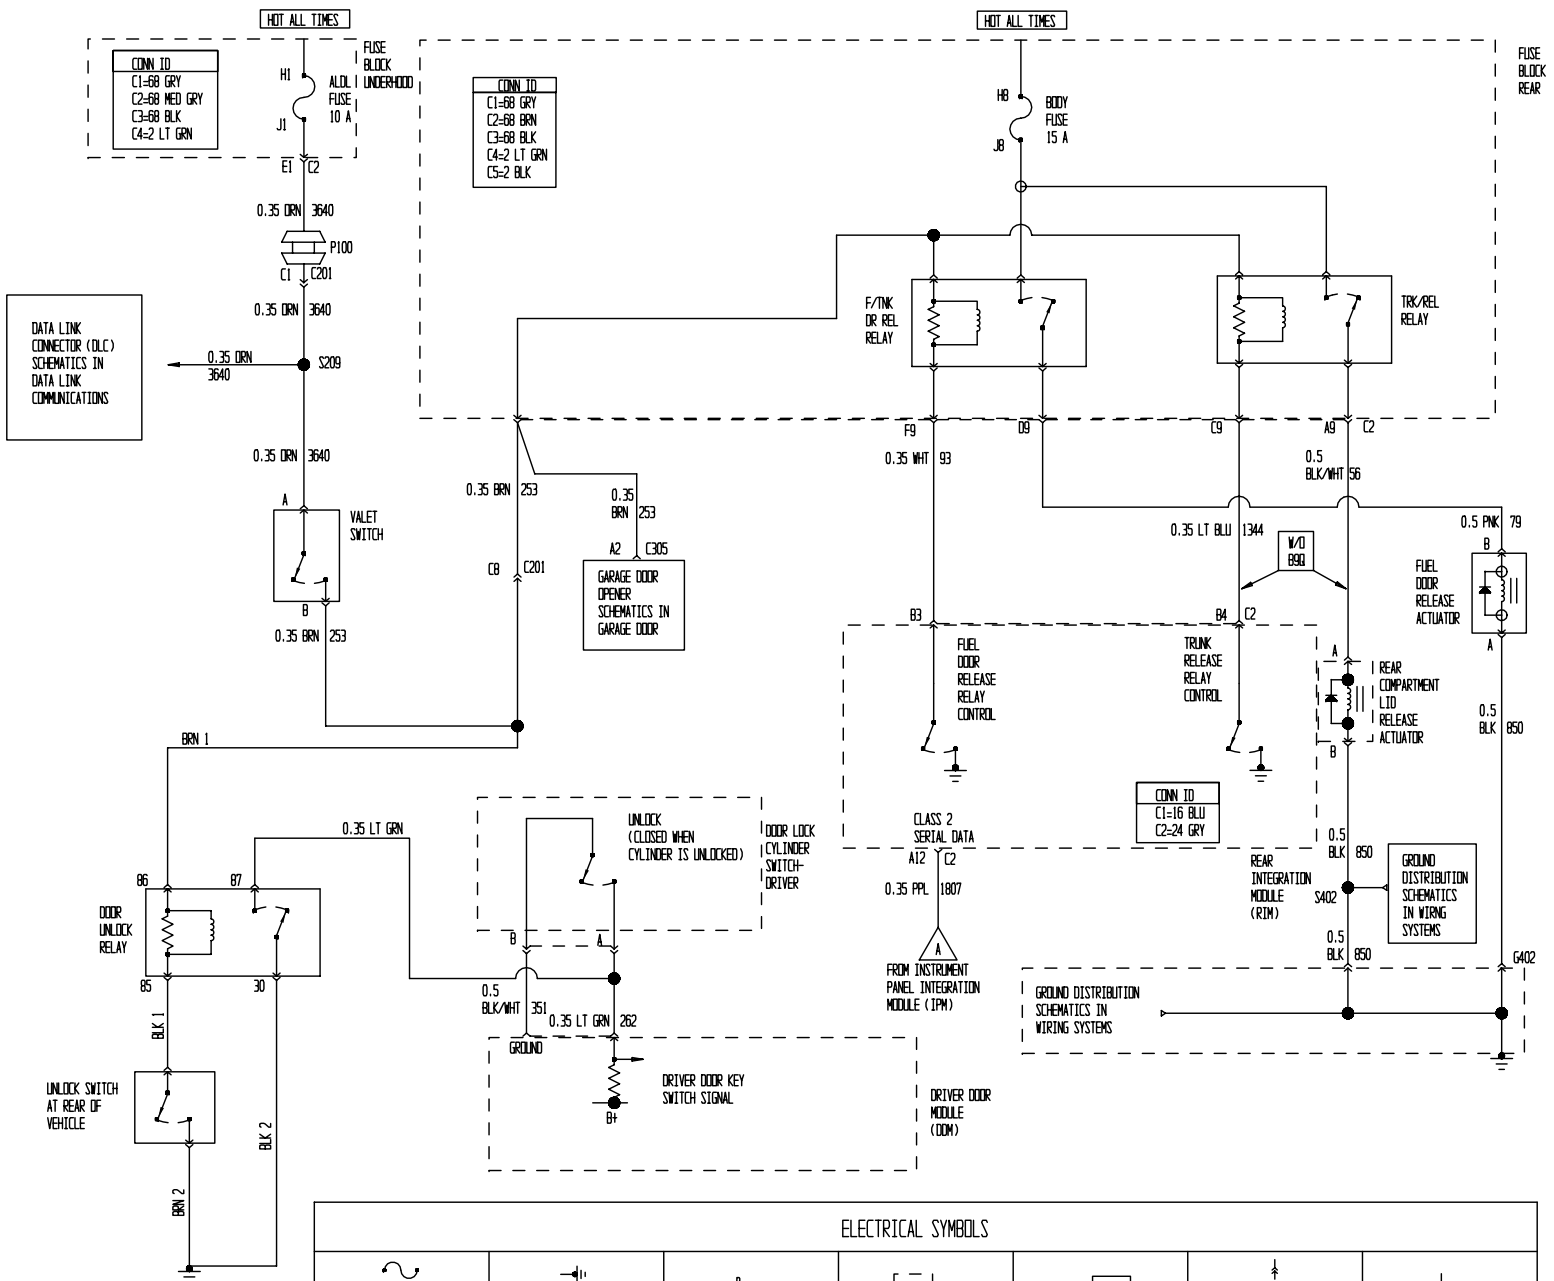 HOT ALL TIMES
HOT ALL TIMES
CONN ID
C1=68 GRY
C2=68 MED GRY
C3=68 BLK
C4=2 LT GRN
H1
J1
ALDL
FUSE
10 A
FUSE
BLOCK
UNDERHOOD
E1
C2
0.35 ORN
3640
P100
C1
C201
0.35 ORN
3640
DATA LINK
CONNECTOR (DLC)
SCHEMATICS IN
DATA LINK
COMMUNICATIONS
0.35 ORN
3640
S209
0.35 ORN
3640
A
VALET
SWITCH
B
0.35 BRN
253
CONN ID
C1=68 GRY
C2=68 BRN
C3=68 BLK
C4=2 LT GRN
C5=2 BLK
H8
J8
BODY
FUSE
15 A
FUSE
BLOCK
REAR
F/TNK
DR REL
RELAY
TRK/REL
RELAY
F9
D9
C9
A9
C2
0.35 WHT
93
0.5
BLK/WHT
56
0.35 BRN
253
0.35
BRN
253
C8
C201
A2
C305
GARAGE DOOR
OPENER
SCHEMATICS IN
GARAGE DOOR
0.35 LT BLU
1344
W/O
B9Q
0.5 PNK
79
B
FUEL
DOOR
RELEASE
ACTUATOR
A
0.5
BLK
850
B3
B4
C2
FUEL
DOOR
RELEASE
RELAY
CONTROL
TRUNK
RELEASE
RELAY
CONTROL
A
REAR
COMPARTMENT
LID
RELEASE
ACTUATOR
B
CONN ID
C1=16 BLU
C2=24 GRY
CLASS 2
SERIAL DATA
A12
C2
0.35 PPL
1807
A
FROM INSTRUMENT
PANEL INTEGRATION
MODULE (IPM)
REAR
INTEGRATION
MODULE
(RIM)
0.5
BLK
850
S402
GROUND
DISTRIBUTION
SCHEMATICS
IN WIRNG
SYSTEMS
0.5
BLK
850
G402
GROUND DISTRIBUTION
SCHEMATICS IN
WIRING SYSTEMS
BRN 1
0.35 LT GRN
UNLOCK
(CLOSED WHEN
CYLINDER IS UNLOCKED)
DOOR LOCK
CYLINDER
SWITCH-
DRIVER
86
87
DOOR
UNLOCK
RELAY
85
30
B
A
0.5
BLK/WHT
351
0.35 LT GRN
262
GROUND
DRIVER DOOR KEY
SWITCH SIGNAL
B+
DRIVER DOOR
MODULE
(DDM)
BLK 1
UNLOCK SWITCH
AT REAR OF
VEHICLE
BLK 2
BRN 2
ELECTRICAL SYMBOLS